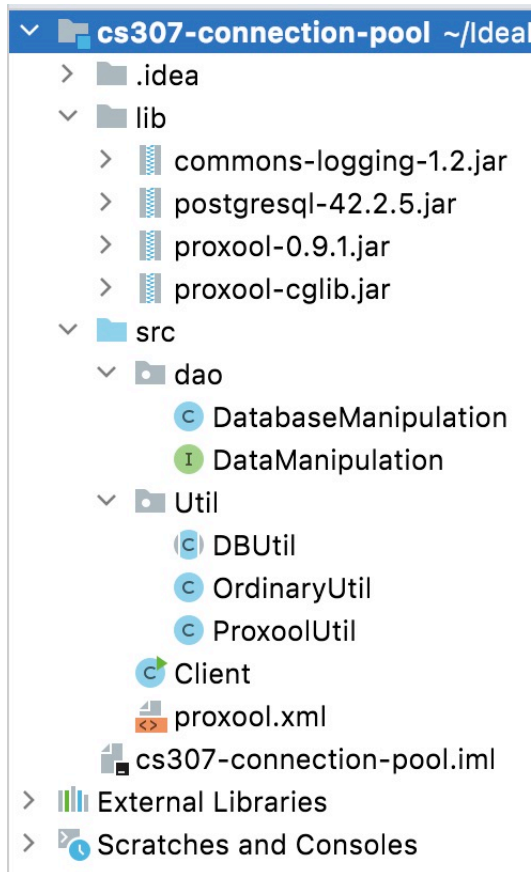 cs307-connection-pool ~/Idea
.idea
lib
commons-logging-1.2.jar
postgresql-42.2.5.jar
proxool-0.9.1.jar
proxool-cglib.jar
src
dao
C DatabaseManipulation
I DataManipulation
Util
C DBUtil
C OrdinaryUtil
C ProxoolUtil
C Client
<> proxool.xml
cs307-connection-pool.iml
External Libraries
Scratches and Consoles